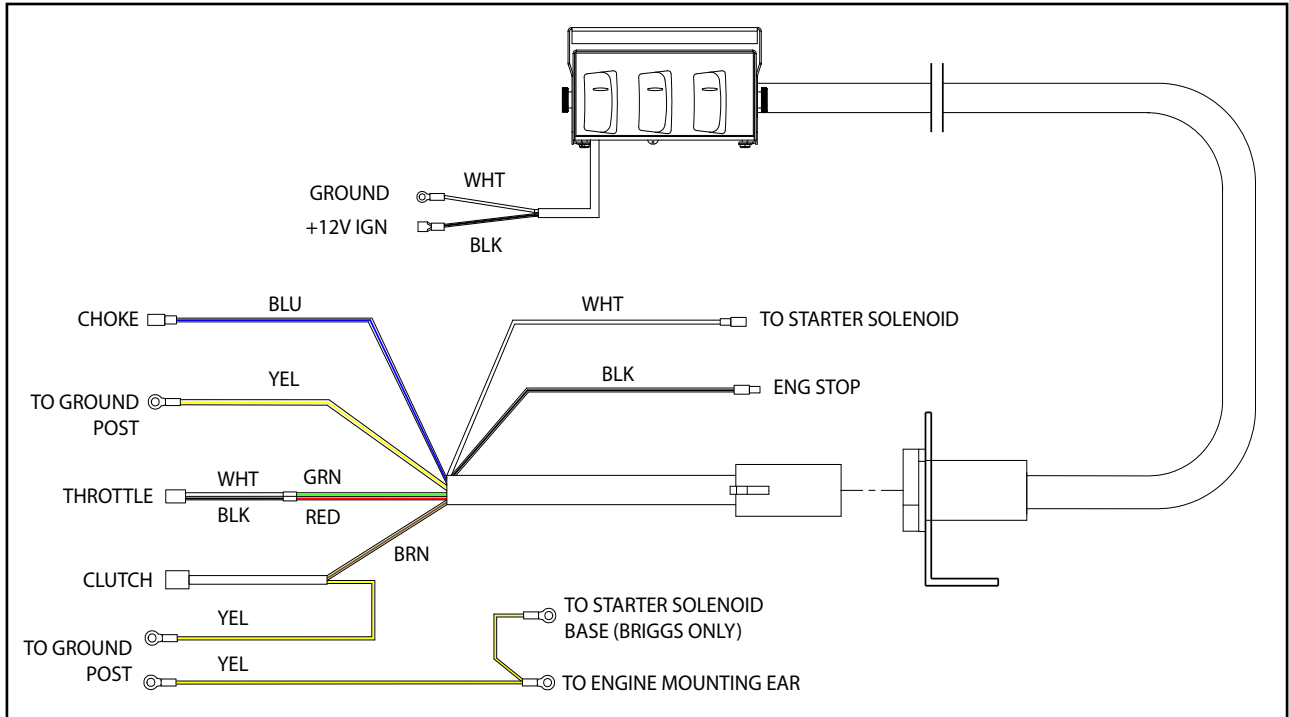 WHT
GROUND
+12V IGN
BLK
BLU
WHT
CHOKE
TO STARTER SOLENOID
YEL
BLK
ENG STOP
TO GROUND
POST
WHT
GRN
THROTTLE
BLK
RED
BRN
CLUTCH
YEL
TO STARTER SOLENOID
BASE (BRIGGS ONLY)
TO GROUND
POST
YEL
TO ENGINE MOUNTING EAR